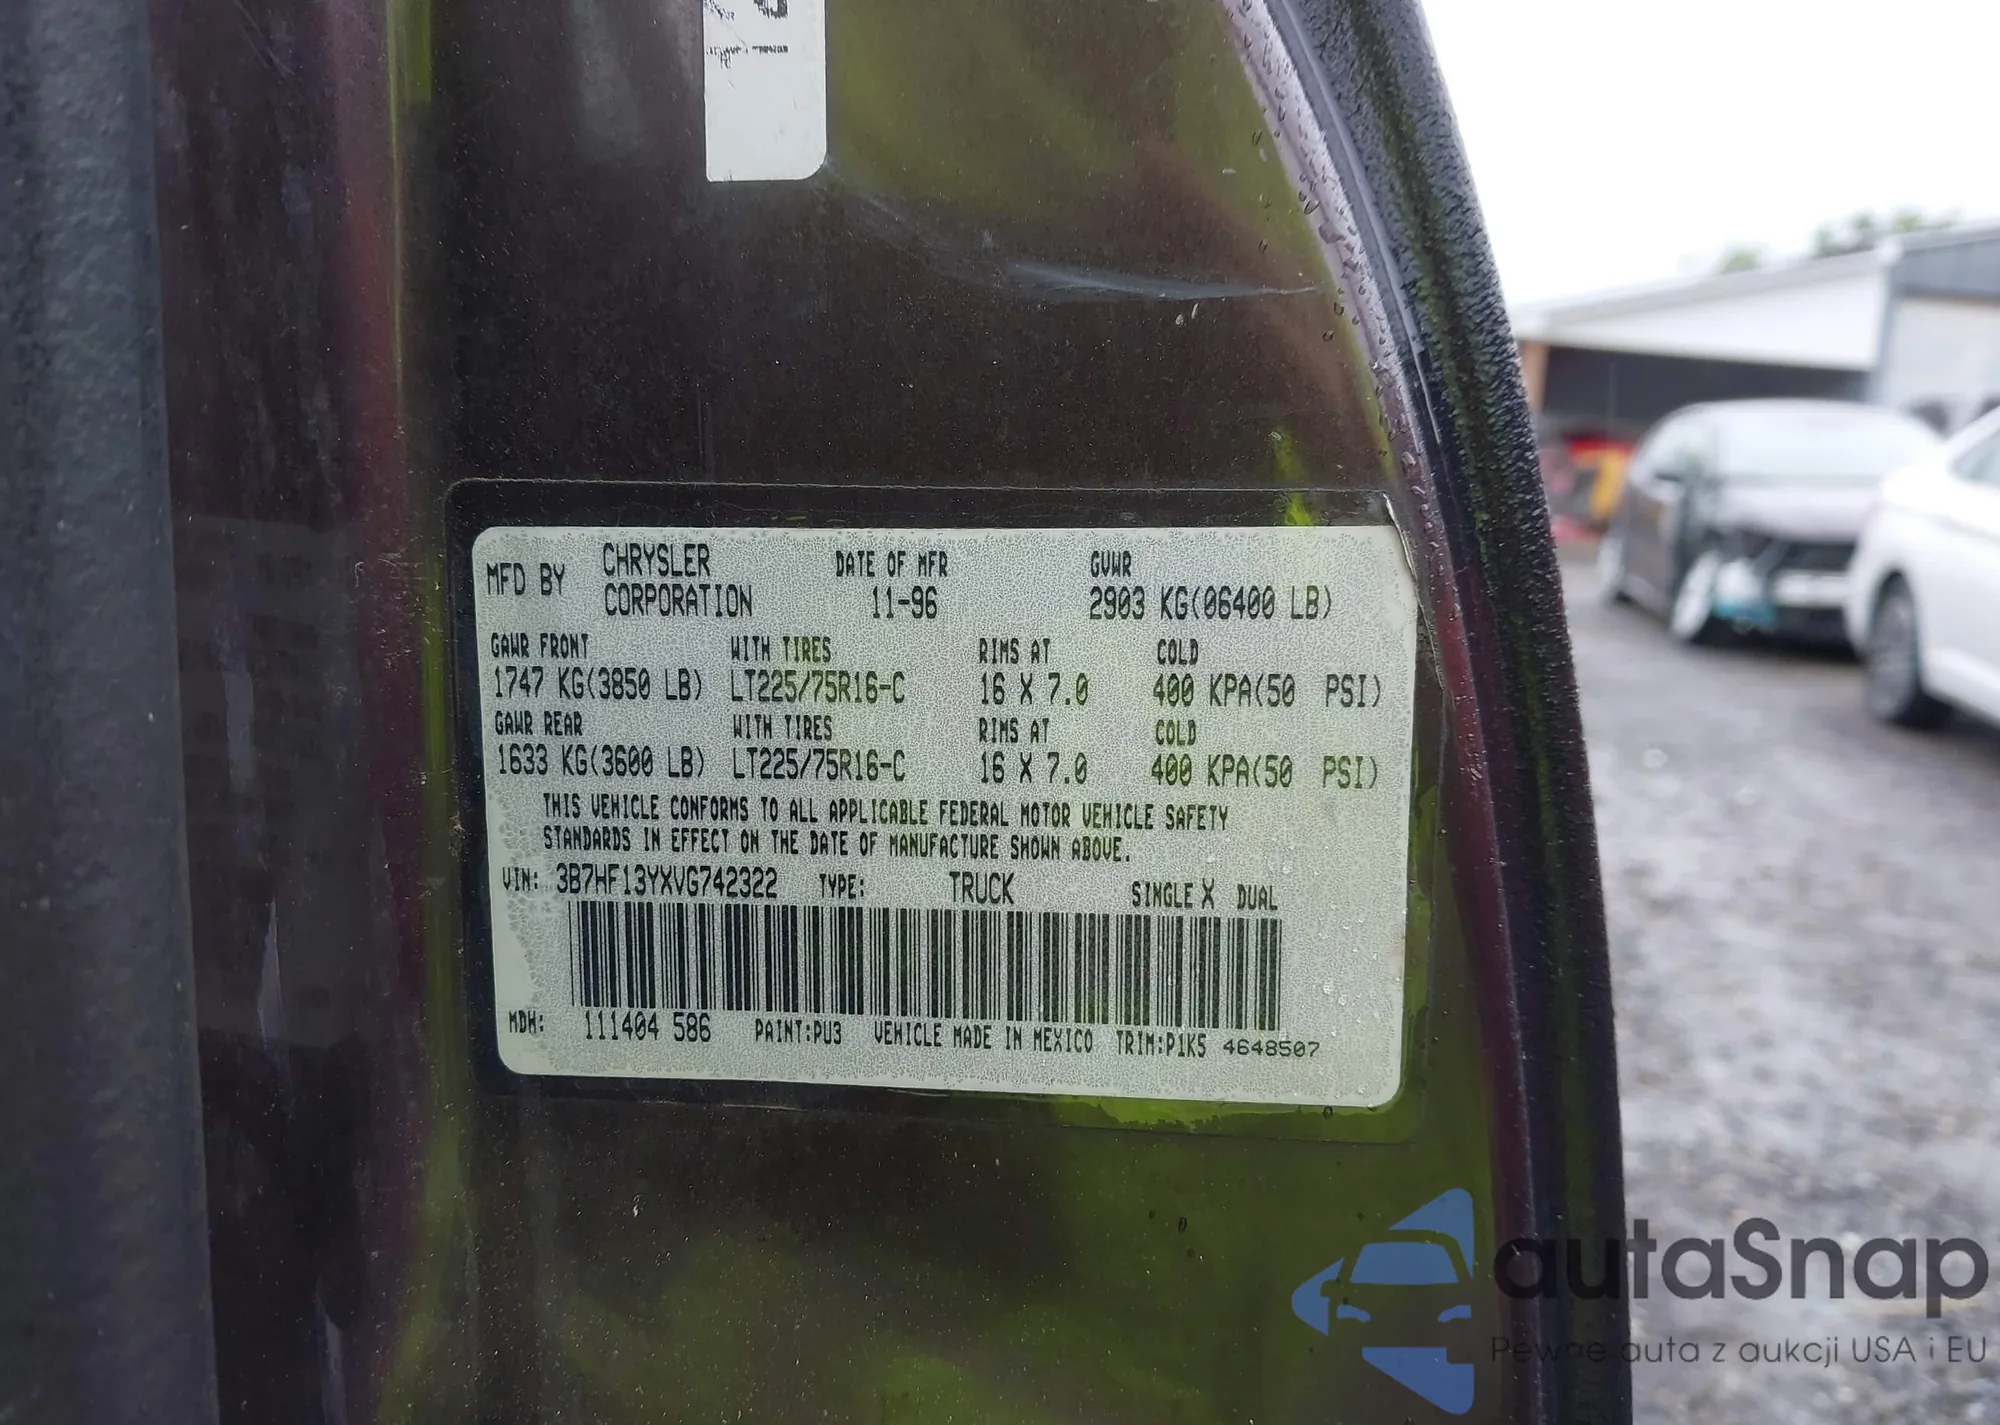 MFD BY CHRYSLER CORPORATION DATE OF MFR 11-96 GVWR 2903 KG(06400 LB)
GAWR FRONT WITH TIRES RIMS AT COLD
1747 KG(3850 LB) LT225/75R16-C 16 X 7.0 400 KPA(50 PSI)
GAWR REAR WITH TIRES RIMS AT COLD
1633 KG(3600 LB) LT225/75R16-C 16 X 7.0 400 KPA(50 PSI)
THIS VEHICLE CONFORMS TO ALL APPLICABLE FEDERAL MOTOR VEHICLE SAFETY
STANDARDS IN EFFECT ON THE DATE OF MANUFACTURE SHOWN ABOVE.
VIN: 3B7HF13YXVG742322 TYPE: TRUCK SINGLE X DUAL
MDH: 111404 586 PAINT:PU3 VEHICLE MADE IN MEXICO TRIM:P1K5 4648507
autaSnap
Pewne auta z aukcji USA i EU